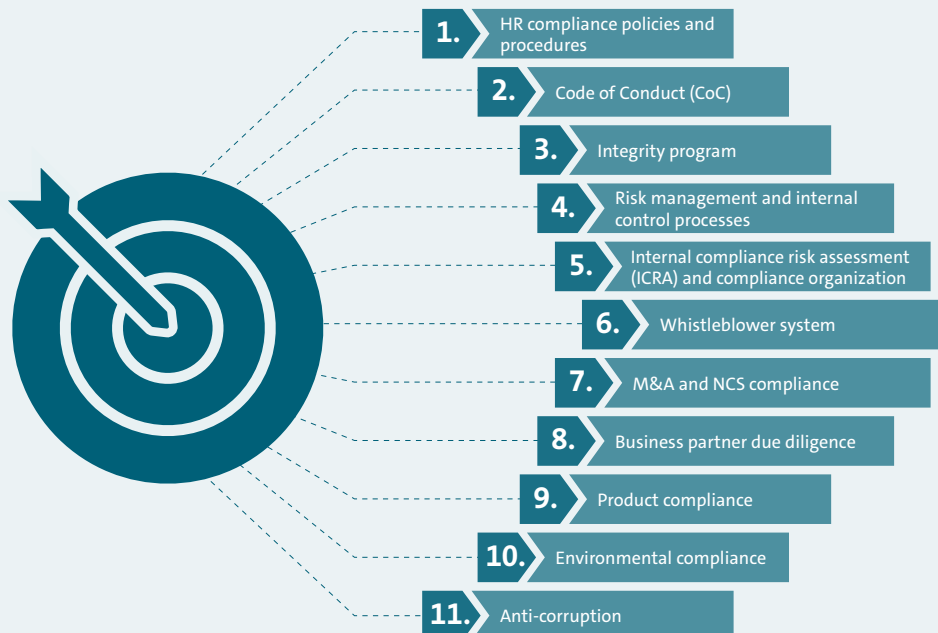 1. HR compliance policies and
procedures
2. Code of Conduct (CoC)
3. Integrity program
4. Risk management and internal
control processes
5. Internal compliance risk assessment
(ICRA) and compliance organization
6. Whistleblower system
7. M&A and NCS compliance
8. Business partner due diligence
9. Product compliance
10. Environmental compliance
11. Anti-corruption